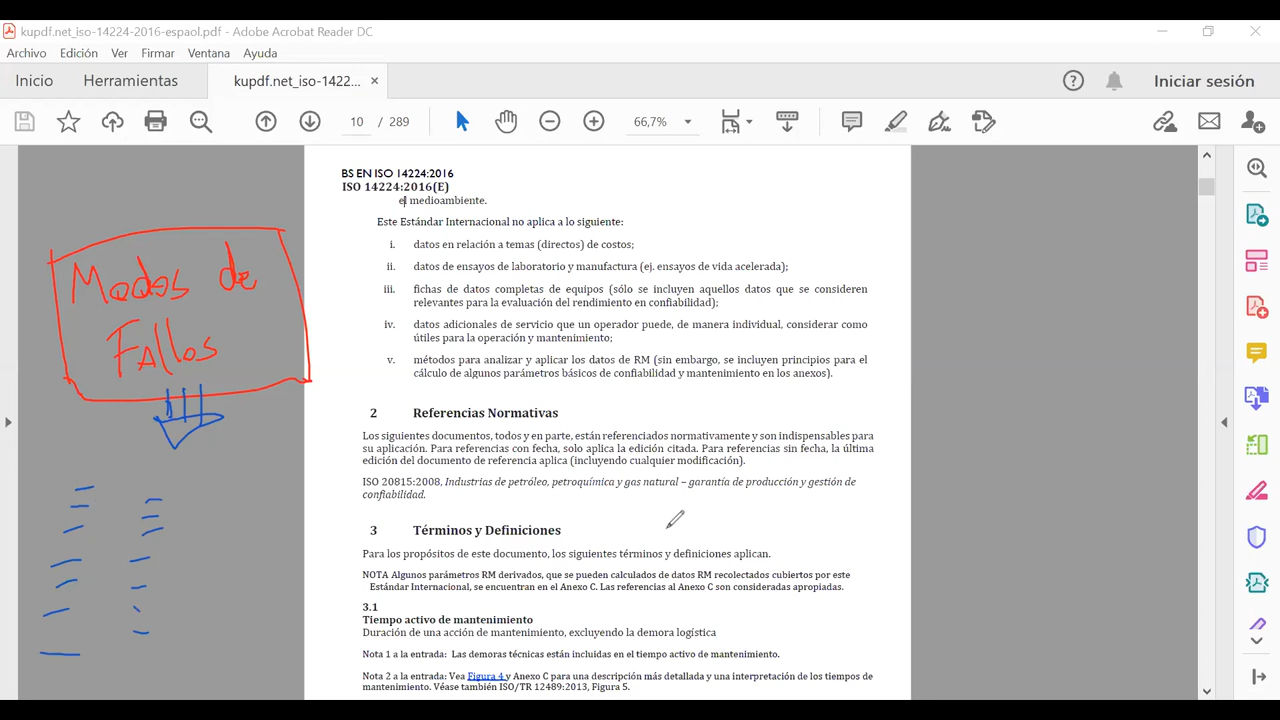 kupdf.net_iso-14224-2016-espaol.pdf - Adobe Acrobat Reader DC
Archivo Edición Ver Firmar Ventana Ayuda
Inicio Herramientas kupdf.net_iso-1422... × Iniciar sesión
10 / 289 66,7%
BS EN ISO 14224:2016
ISO 14224:2016(E)
el medioambiente.
Este Estándar Internacional no aplica a lo siguiente:
i. datos en relación a temas (directos) de costos;
ii. datos de ensayos de laboratorio y manufactura (ej. ensayos de vida acelerada);
iii. fichas de datos completas de equipos (sólo se incluyen aquellos datos que se consideren
relevantes para la evaluación del rendimiento en confiabilidad);
iv. datos adicionales de servicio que un operador puede, de manera individual, considerar como
útiles para la operación y mantenimiento;
v. métodos para analizar y aplicar los datos de RM (sin embargo, se incluyen principios para el
cálculo de algunos parámetros básicos de confiabilidad y mantenimiento en los anexos).
Modos de
FAllos
2 Referencias Normativas
Los siguientes documentos, todos y en parte, están referenciados normativamente y son indispensables para
su aplicación. Para referencias con fecha, solo aplica la edición citada. Para referencias sin fecha, la última
edición del documento de referencia aplica (incluyendo cualquier modificación).
ISO 20815:2008, Industrias de petróleo, petroquímica y gas natural – garantía de producción y gestión de
confiabilidad.
3 Términos y Definiciones
Para los propósitos de este documento, los siguientes términos y definiciones aplican.
NOTA Algunos parámetros RM derivados, que se pueden calculados de datos RM recolectados cubiertos por este
Estándar Internacional, se encuentran en el Anexo C. Las referencias al Anexo C son consideradas apropiadas.
3.1
Tiempo activo de mantenimiento
Duración de una acción de mantenimiento, excluyendo la demora logística
Nota 1 a la entrada: Las demoras técnicas están incluidas en el tiempo activo de mantenimiento.
Nota 2 a la entrada: Vea Figura 4 y Anexo C para una descripción más detallada y una interpretación de los tiempos de
mantenimiento. Véase también ISO/TR 12489:2013, Figura 5.